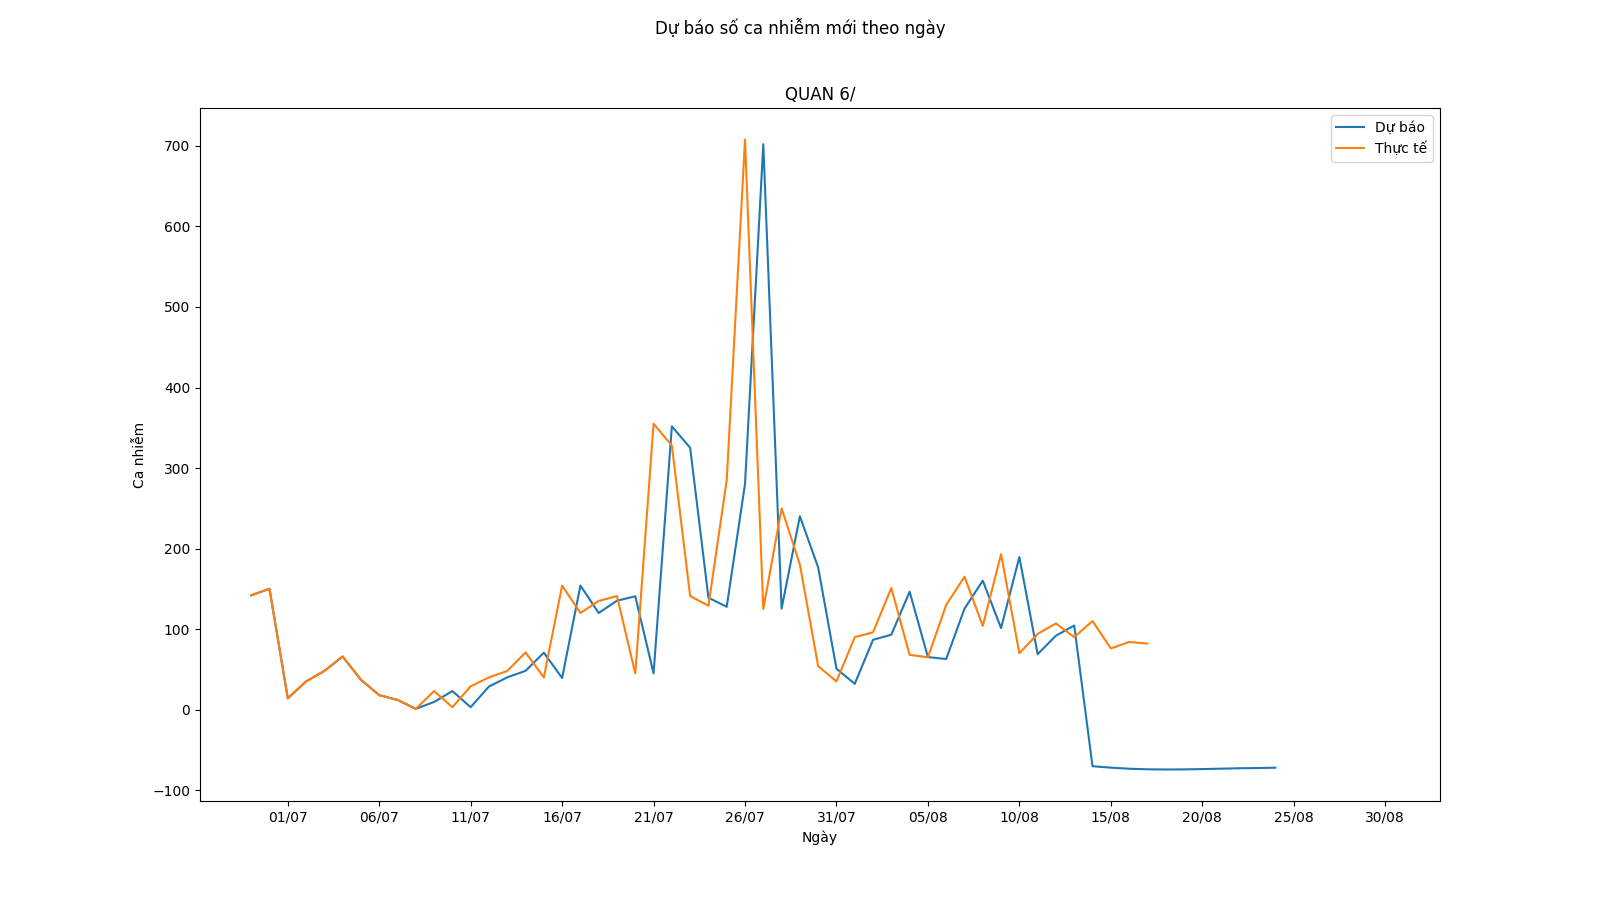 Dự báo số ca nhiễm mới theo ngày
QUAN 6/
Dự báo
Thực tế
700
600
500
400
300
200
100
0
−100
Ca nhiễm
01/07 06/07 11/07 16/07 21/07 26/07 31/07 05/08 10/08 15/08 20/08 25/08 30/08
Ngày